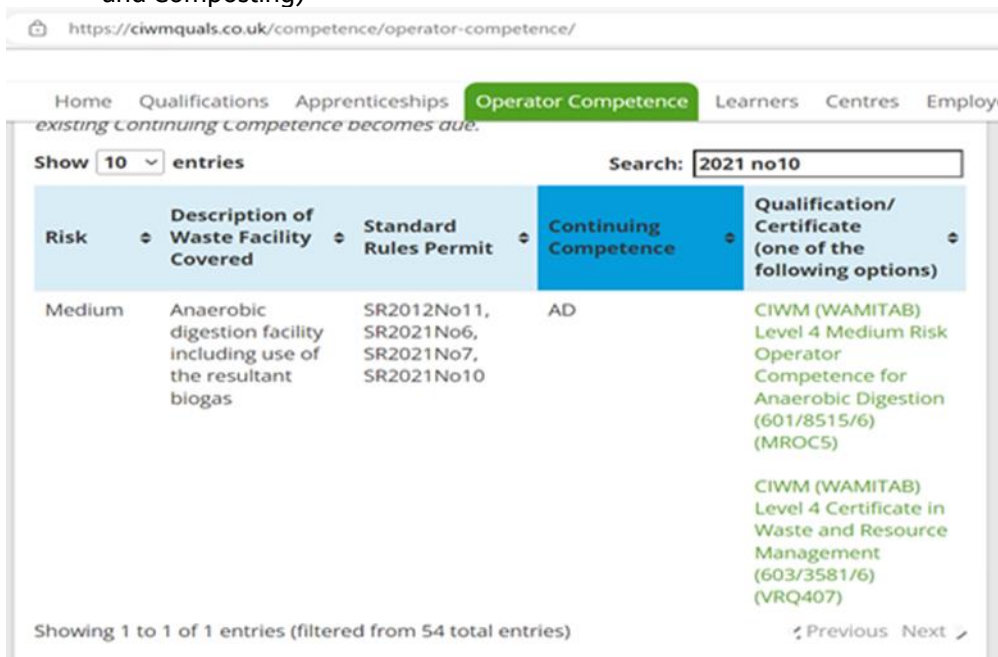 and Composting)
https://ciwmquals.co.uk/competence/operator-competence/
Home Qualifications Apprenticeships Operator Competence Learners Centres Employe
existing Continuing Competence becomes due.
Show 10 entries Search: 2021 no10
Risk
Description of
Waste Facility
Covered
Standard
Rules Permit
Continuing
Competence
Qualification/
Certificate
(one of the
following options)
Medium
Anaerobic
digestion facility
including use of
the resultant
biogas
SR2012No11,
SR2021No6,
SR2021No7,
SR2021No10
AD
CIWM (WAMITAB)
Level 4 Medium Risk
Operator
Competence for
Anaerobic Digestion
(601/8515/6)
(MROC5)
CIWM (WAMITAB)
Level 4 Certificate in
Waste and Resource
Management
(603/3581/6)
(VRQ407)
Showing 1 to 1 of 1 entries (filtered from 54 total entries) Previous Next